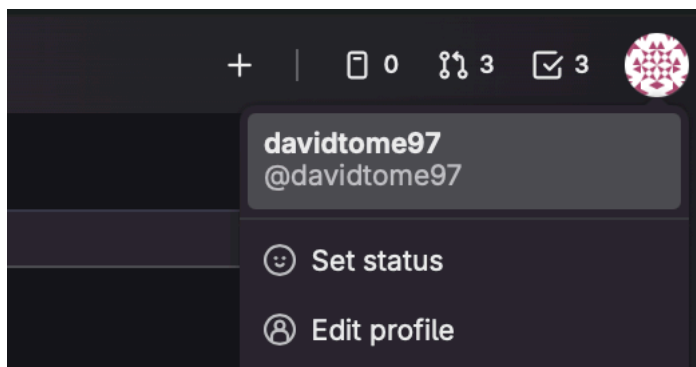 0 3 3
davidtome97
@davidtome97
Set status
Edit profile